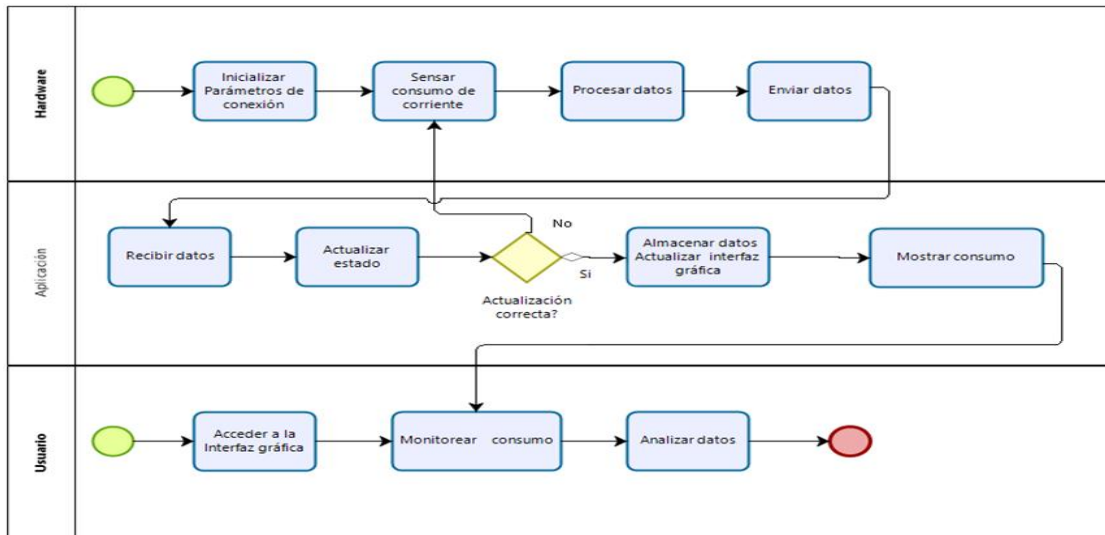 Hardware
Inicializar
Parámetros de
conexión
Sensar
consumo de
corriente
Procesar datos
Enviar datos
Aplicación
Recibir datos
Actualizar
estado
No
Si
Actualización
correcta?
Almacenar datos
Actualizar interfaz
gráfica
Mostrar consumo
Usuario
Acceder a la
Interfaz gráfica
Monitorear consumo
Analizar datos